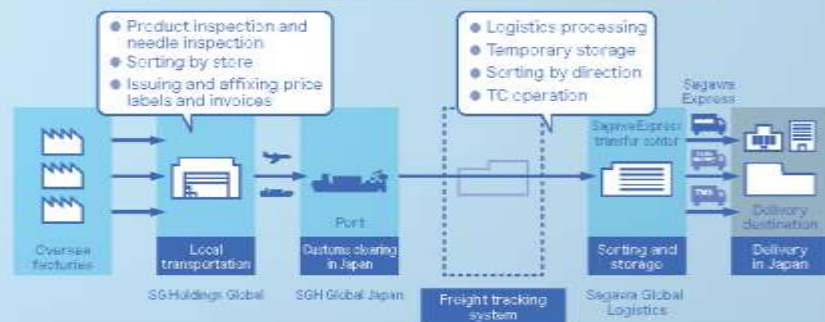 Product inspection and
needle inspection
Sorting by store
Issuing and affixing price
labels and invoices
Logistics processing
Temporary storage
Sorting by direction
TC operation
Sagawa
Express
Sagawa Express
transfer center
Port
Delivery
destination
Oversea
factories
Local
transportation
Customs clearing
in Japan
Sorting and
storage
Delivery
in Japan
SG Holdings Global
SGH Global Japan
Freight tracking
system
Sagawa Global
Logistics